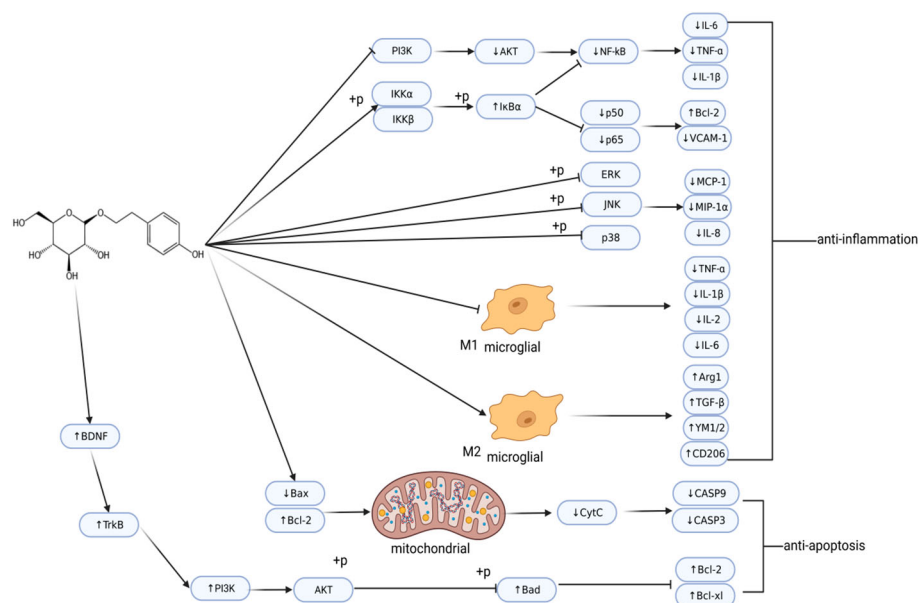 PI3K
↓AKT
↓NF-kB
↓IL-6
↓TNF-α
↓IL-1β
+p
IKKα
IKKβ
+p
↑IκBα
↓p50
↓p65
↑Bcl-2
↓VCAM-1
+p
ERK
+p
JNK
+p
p38
↓MCP-1
↓MIP-1α
↓IL-8
anti-inflammation
HO
O
O
HO
OH
OH
OH
↓TNF-α
↓IL-1β
↓IL-2
↓IL-6
M1 microglial
↑Arg1
↑TGF-β
↑YM1/2
↑CD206
M2 microglial
↑BDNF
↑TrkB
↓Bax
↑Bcl-2
mitochondrial
↓CytC
↓CASP9
↓CASP3
anti-apoptosis
↑PI3K
+p
AKT
+p
↑Bad
↑Bcl-2
↑Bcl-xl